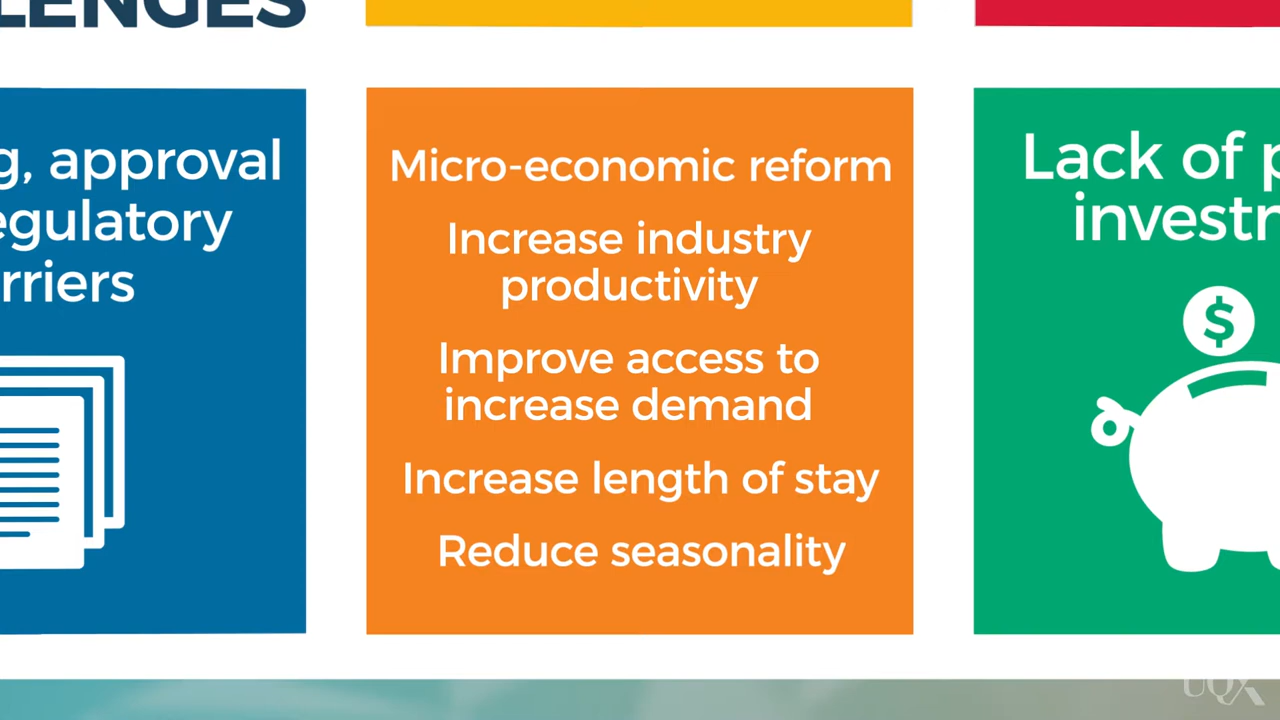 LENGES
g, approval
egulatory
rriers
Micro-economic reform
Increase industry
productivity
Improve access to
increase demand
Increase length of stay
Reduce seasonality
Lack of p
investr
$
UQX